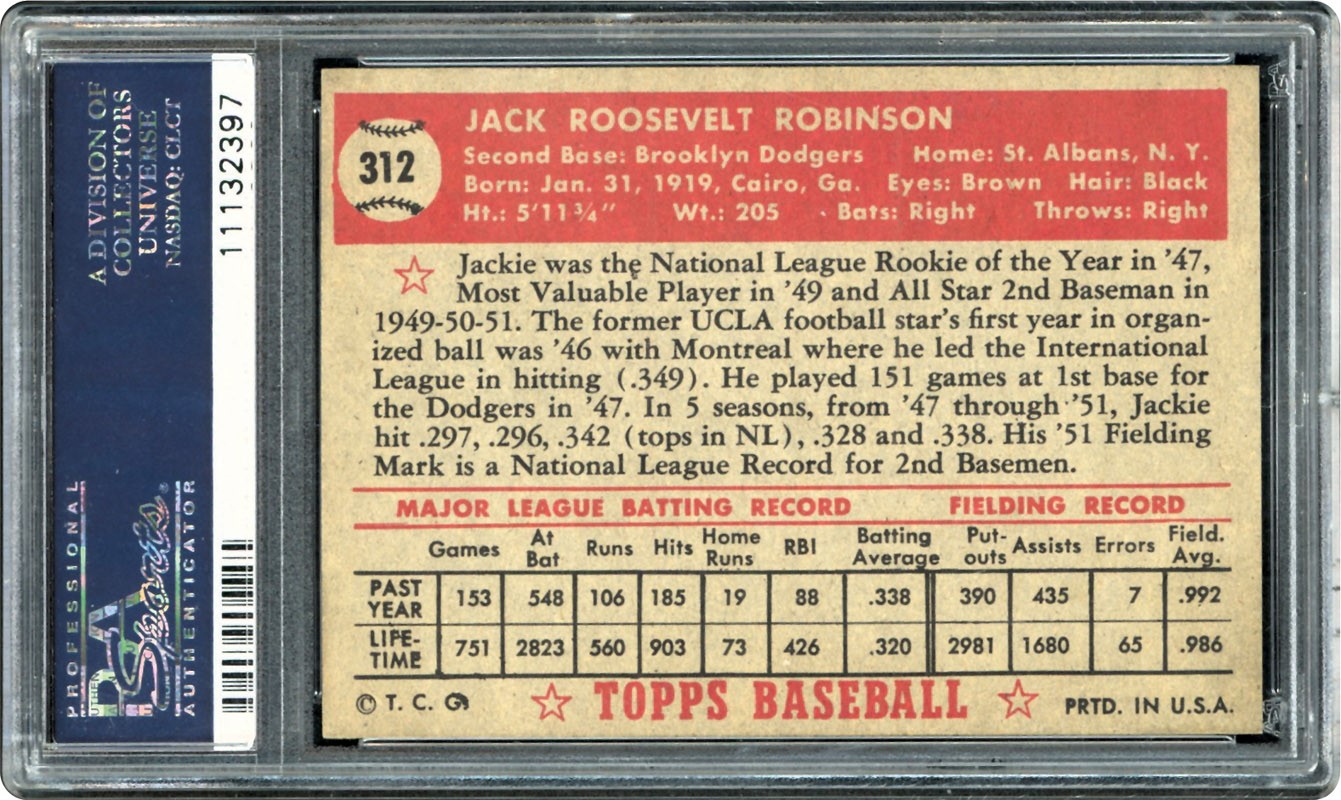 A DIVISION OF
COLLECTORS
UNIVERSE
NASDAQ: CLCT
11132397
PROFESSIONAL
PSA
Sports
AUTHENTICATOR
312
JACK ROOSEVELT ROBINSON
Second Base: Brooklyn Dodgers Home: St. Albans, N. Y.
Born: Jan. 31, 1919, Cairo, Ga. Eyes: Brown Hair: Black
Ht.: 5'11 3/4" Wt.: 205 Bats: Right Throws: Right
Jackie was the National League Rookie of the Year in '47,
Most Valuable Player in '49 and All Star 2nd Baseman in
1949-50-51. The former UCLA football star's first year in organ-
ized ball was '46 with Montreal where he led the International
League in hitting (.349). He played 151 games at 1st base for
the Dodgers in '47. In 5 seasons, from '47 through '51, Jackie
hit .297, .296, .342 (tops in NL), .328 and .338. His '51 Fielding
Mark is a National League Record for 2nd Basemen.
MAJOR LEAGUE BATTING RECORD FIELDING RECORD
Games At Bat Runs Hits Home Runs RBI Batting Average Put-outs Assists Errors Field. Avg.
PAST YEAR 153 548 106 185 19 88 .338 390 435 7 .992
LIFE-TIME 751 2823 560 903 73 426 .320 2981 1680 65 .986
© T. C. G. TOPPS BASEBALL PRTD. IN U.S.A.